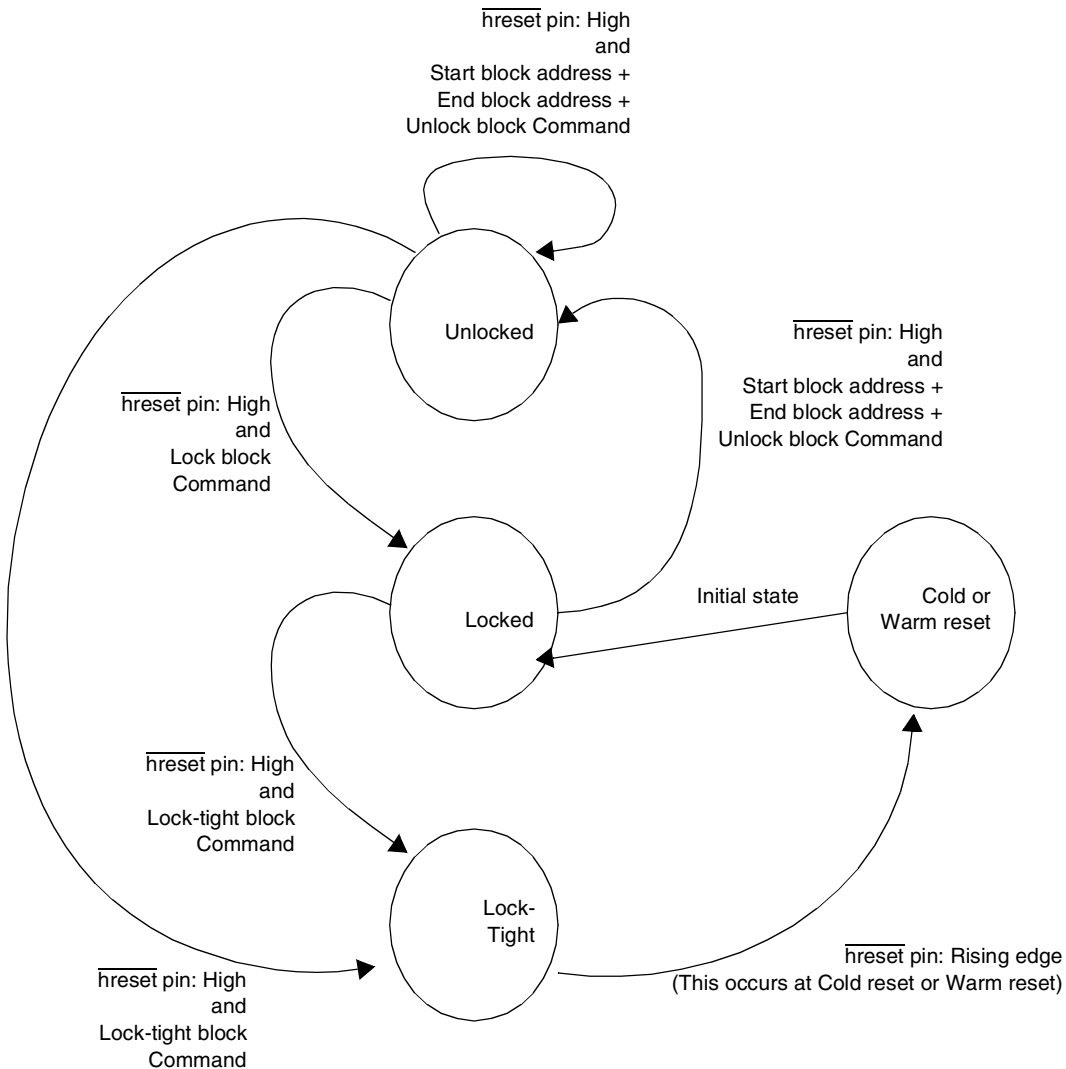 hreset pin: High
and
Start block address +
End block address +
Unlock block Command
Unlocked
hreset pin: High
and
Start block address +
End block address +
Unlock block Command
hreset pin: High
and
Lock block
Command
Locked
Initial state
Cold or
Warm reset
hreset pin: High
and
Lock-tight block
Command
Lock-
Tight
hreset pin: Rising edge
(This occurs at Cold reset or Warm reset)
hreset pin: High
and
Lock-tight block
Command